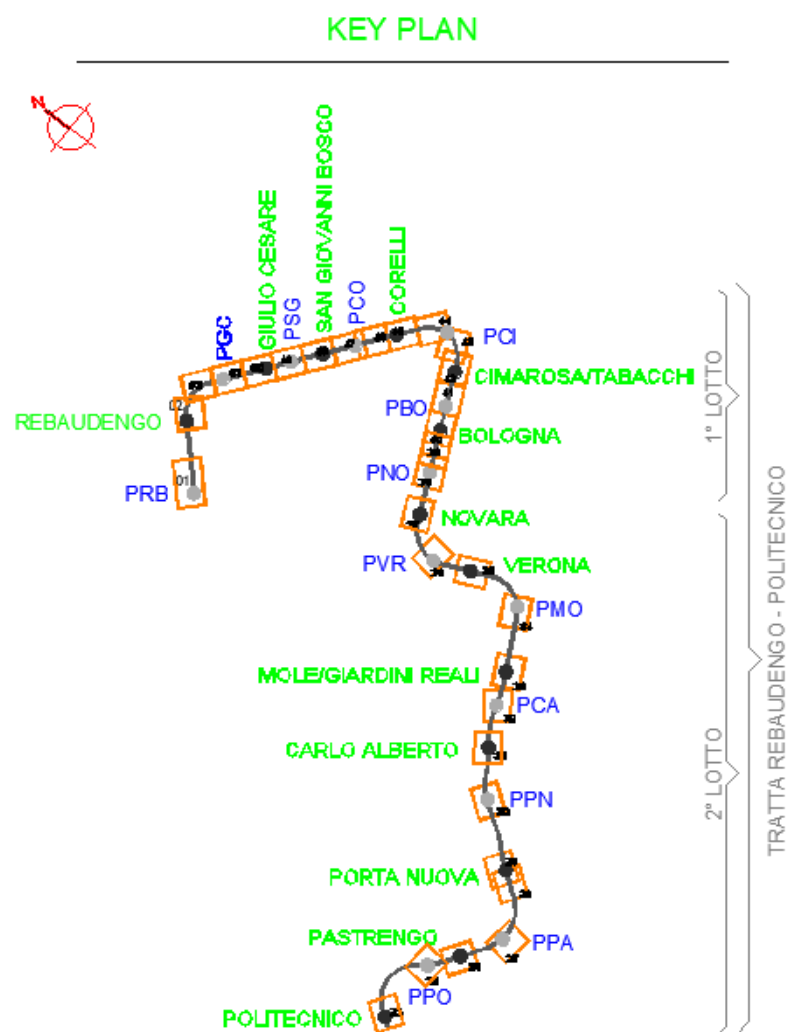 KEY PLAN
N
GIULIO CESARE
SAN GIOVANNI BOSCO
CORELLI
PGC
PSG
PCO
PCI
CIMAROSA/TABACCHI
02
REBAUDENGO
PBO
BOLOGNA
01
PRB
PNO
NOVARA
PVR
VERONA
PMO
MOLE/GIARDINI REALI
PCA
CARLO ALBERTO
PPN
PORTA NUOVA
PASTRENGO
PPA
PPO
POLITECNICO
1° LOTTO
2° LOTTO
TRATTA REBAUDENGO - POLITECNICO